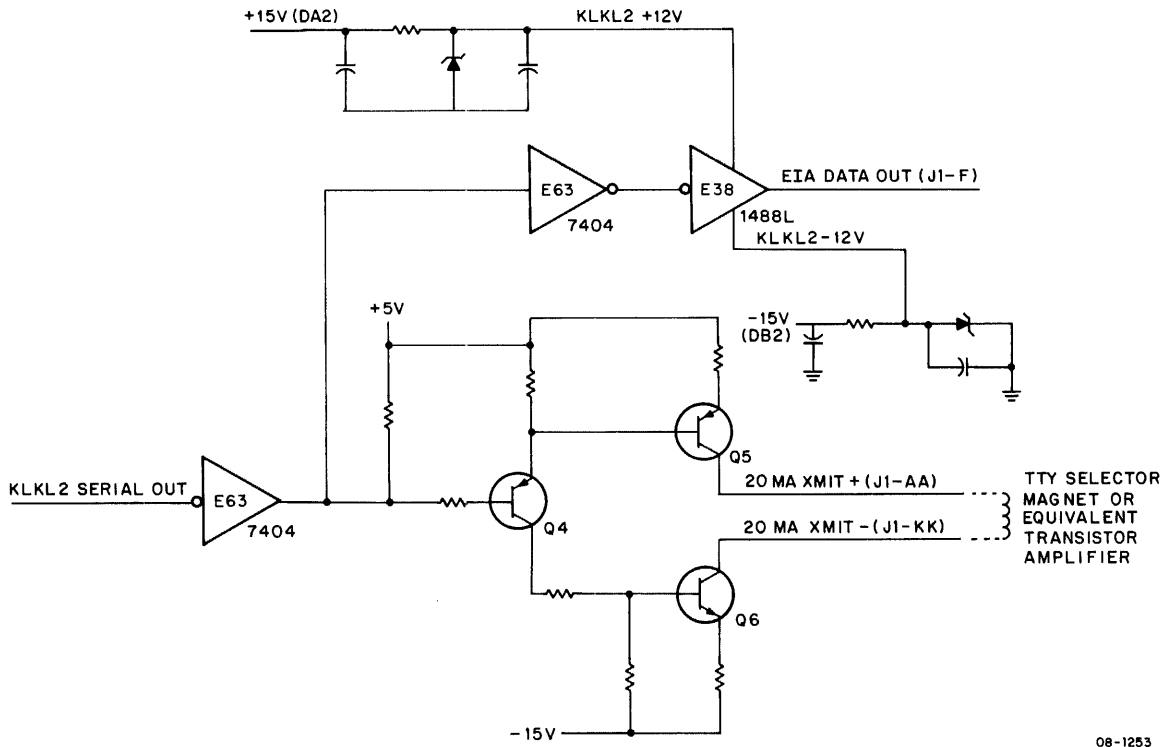 +15V (DA2)
KLKL2 +12V
E63
7404
E38
1488L
EIA DATA OUT (J1-F)
KLKL2-12V
+5V
-15V
(DB2)
Q5
KLKL2 SERIAL OUT
E63
7404
Q4
20 MA XMIT + (J1-AA)
20 MA XMIT - (J1-KK)
TTY SELECTOR
MAGNET OR
EQUIVALENT
TRANSISTOR
AMPLIFIER
Q6
-15V
08-1253